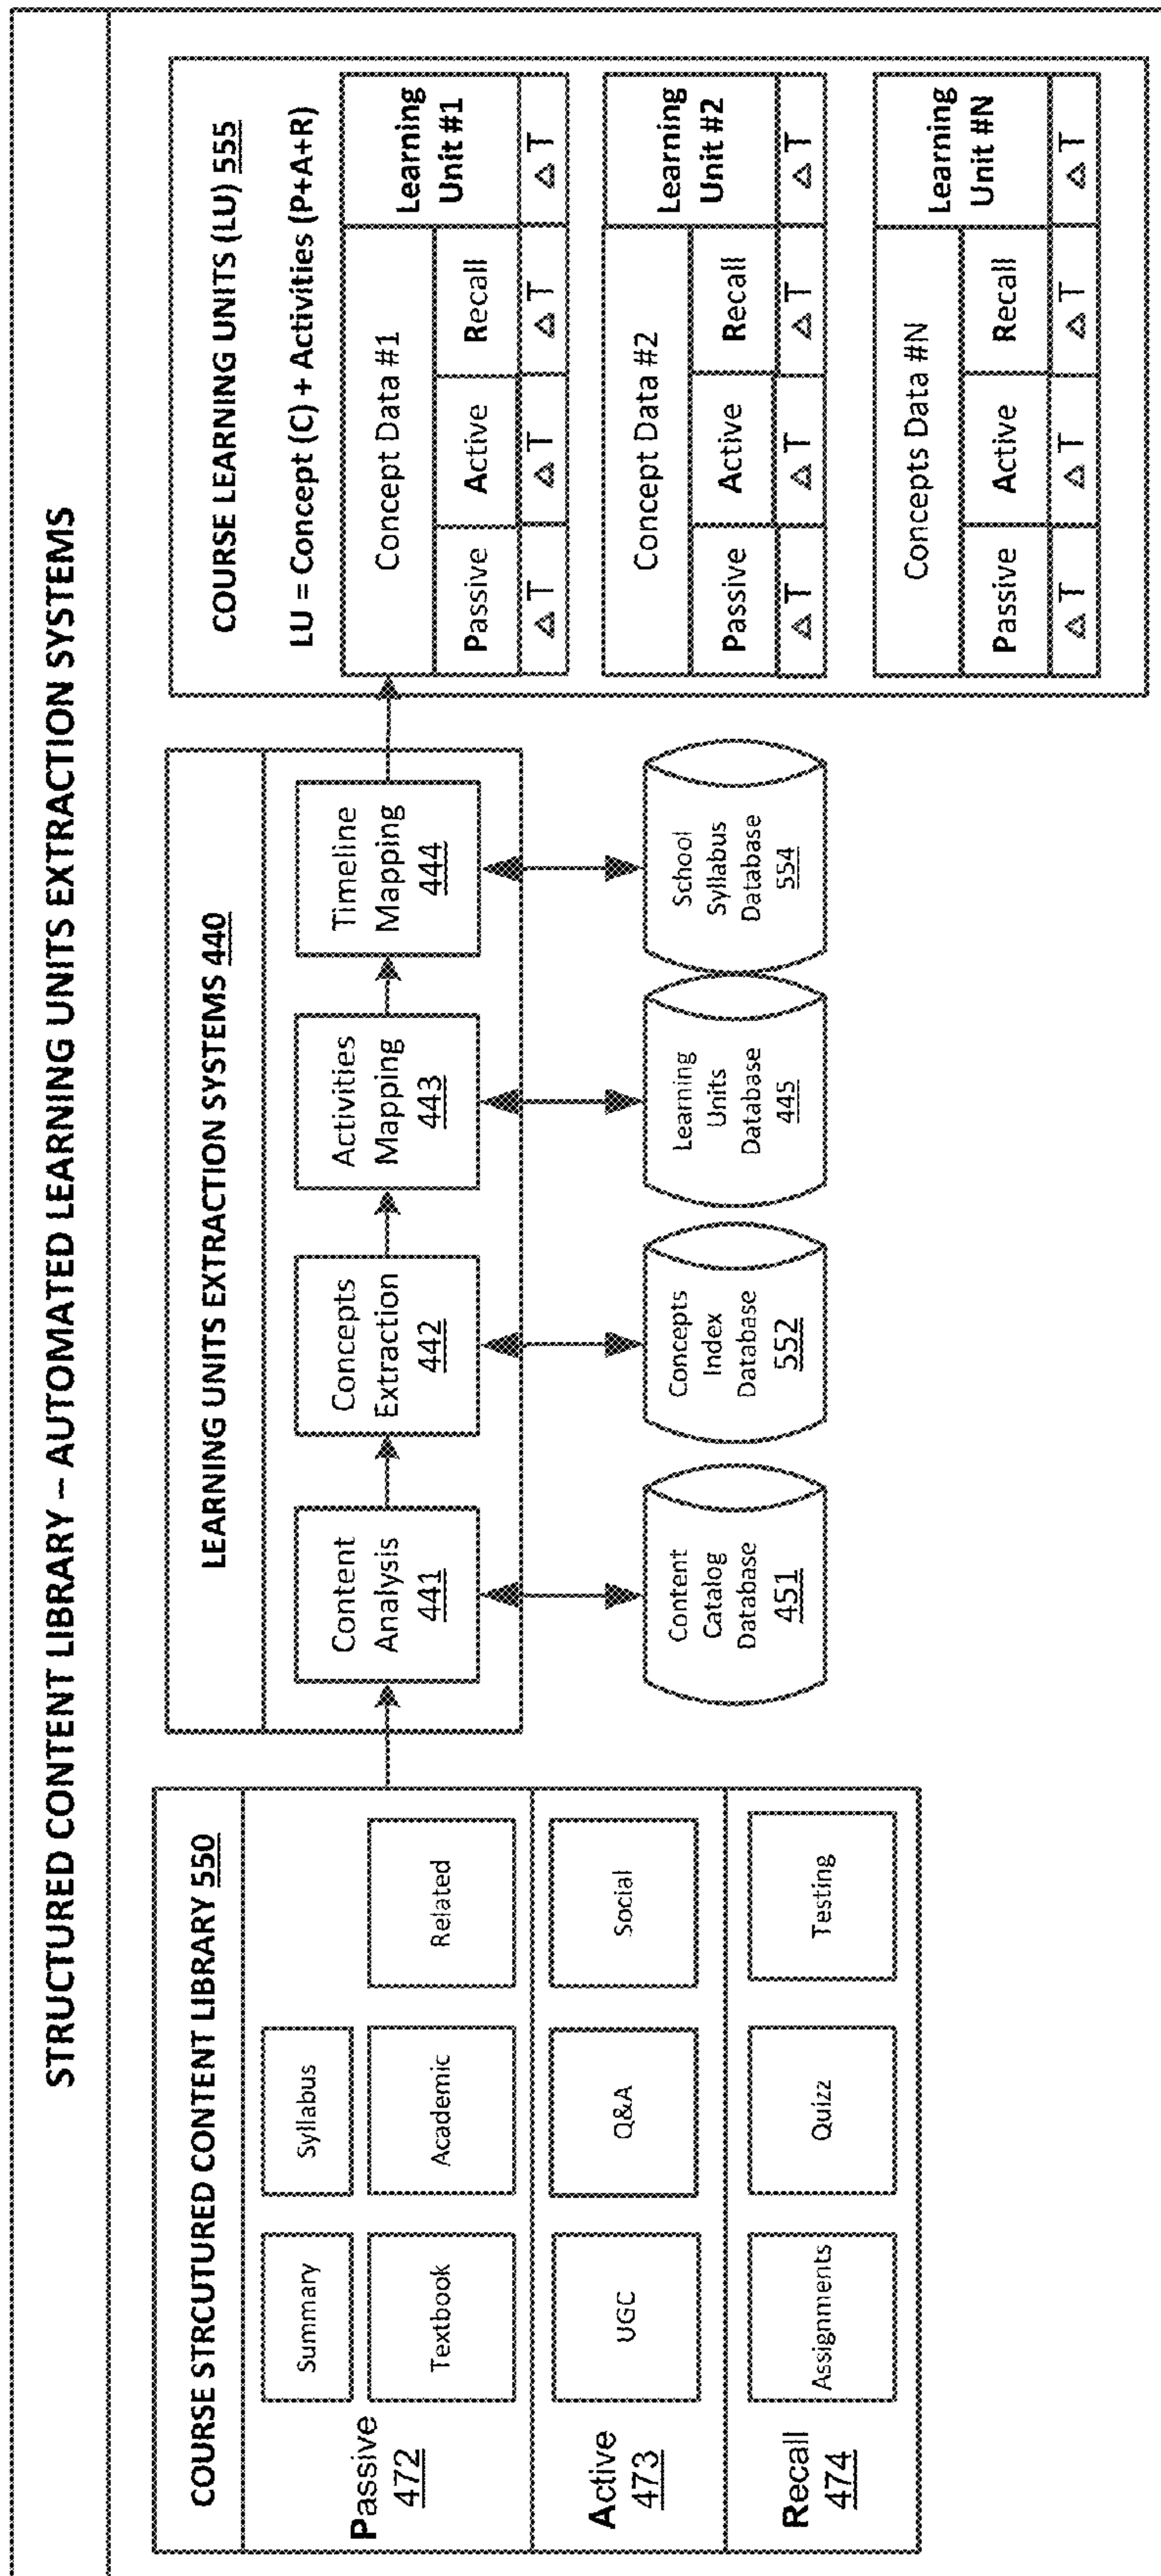 STRUCTURED CONTENT LIBRARY – AUTOMATED LEARNING UNITS EXTRACTION SYSTEMS
COURSE STRCUTURED CONTENT LIBRARY 550
Passive
472
Summary
Syllabus
Textbook
Academic
Related
Active
473
UGC
Q&A
Social
Recall
474
Assignments
Quizz
Testing
LEARNING UNITS EXTRACTION SYSTEMS 440
Content
Analysis
441
Concepts
Extraction
442
Activities
Mapping
443
Timeline
Mapping
444
Content
Catalog
Database
451
Concepts
Index
Database
552
Learning
Units
Database
445
School
Syllabus
Database
554
COURSE LEARNING UNITS (LU) 555
LU = Concept (C) + Activities (P+A+R)
Concept Data #1
Learning
Unit #1
Passive
Active
Recall
Δ T
Δ T
Δ T
Δ T
Concept Data #2
Learning
Unit #2
Passive
Active
Recall
Δ T
Δ T
Δ T
Δ T
Concepts Data #N
Learning
Unit #N
Passive
Active
Recall
Δ T
Δ T
Δ T
Δ T